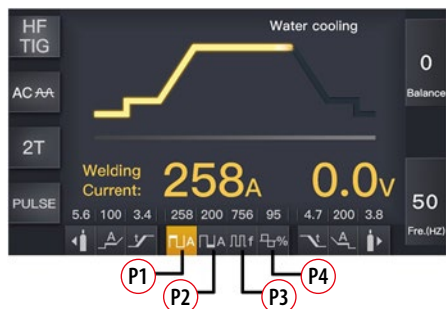 HF
TIG
Water cooling
0
Balance
AC
2T
Welding
Current:
258A
0.0V
PULSE
5.6 100 3.4 258 200 756 95 4.7 200 3.8
50
Fre.(HZ)
A A A f % t A
P1
P2
P3
P4